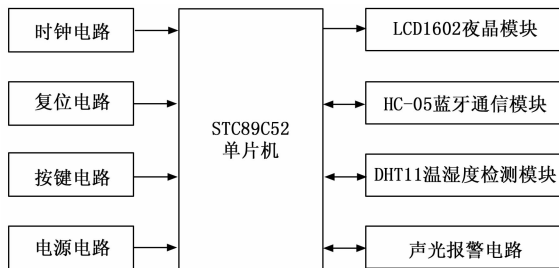 时钟电路
复位电路
按键电路
电源电路
STC89C52
单片机
LCD1602夜晶模块
HC-05蓝牙通信模块
DHT11温湿度检测模块
声光报警电路